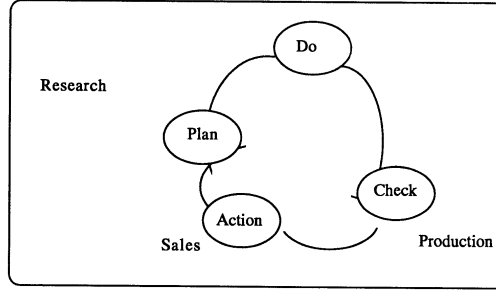 Do
Research
Plan
Check
Action
Sales
Production